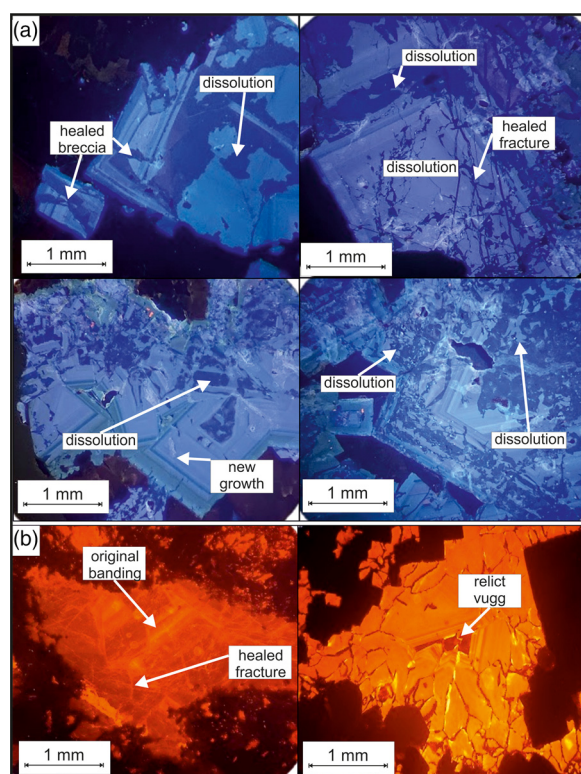 (a)
dissolution
healed
breccia
1 mm
dissolution
healed
fracture
dissolution
1 mm
dissolution
new
growth
1 mm
dissolution
dissolution
1 mm
(b)
original
banding
healed
fracture
1 mm
relict
vugg
1 mm